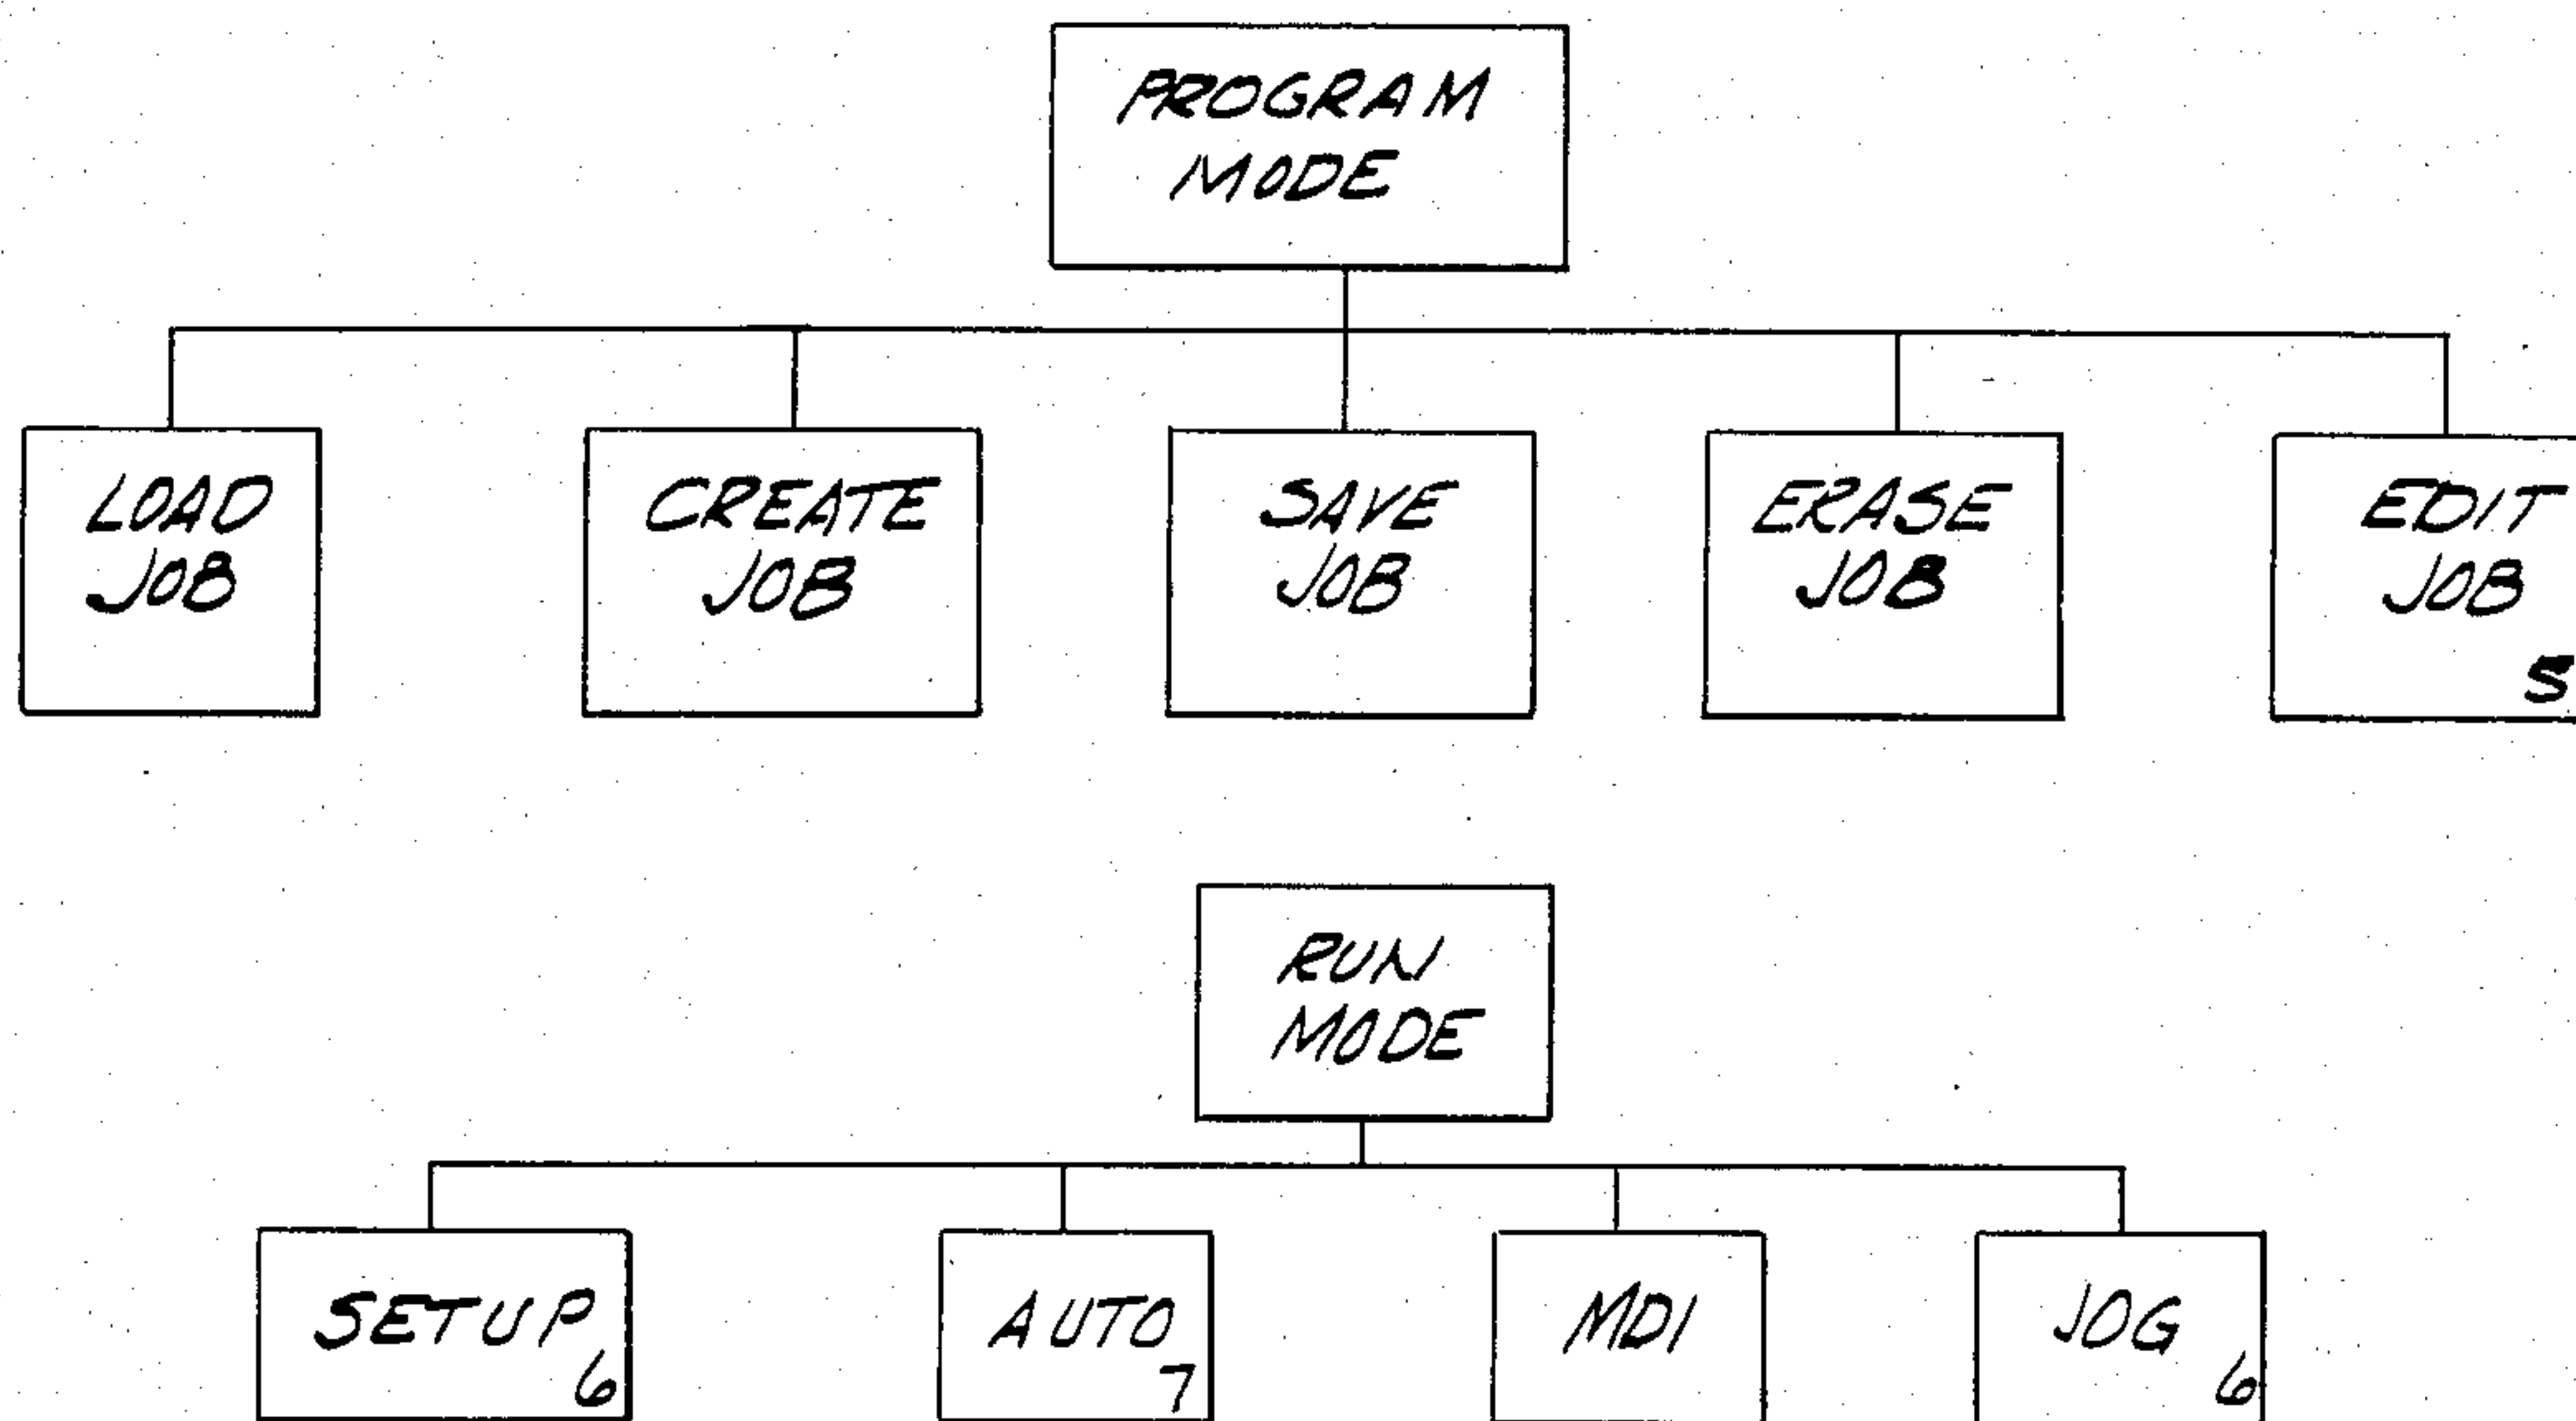 PROGRAM
MODE
LOAD
JOB
CREATE
JOB
SAVE
JOB
ERASE
JOB
EDIT
JOB
5
RUN
MODE
SETUP
6
AUTO
7
MDI
JOG
6